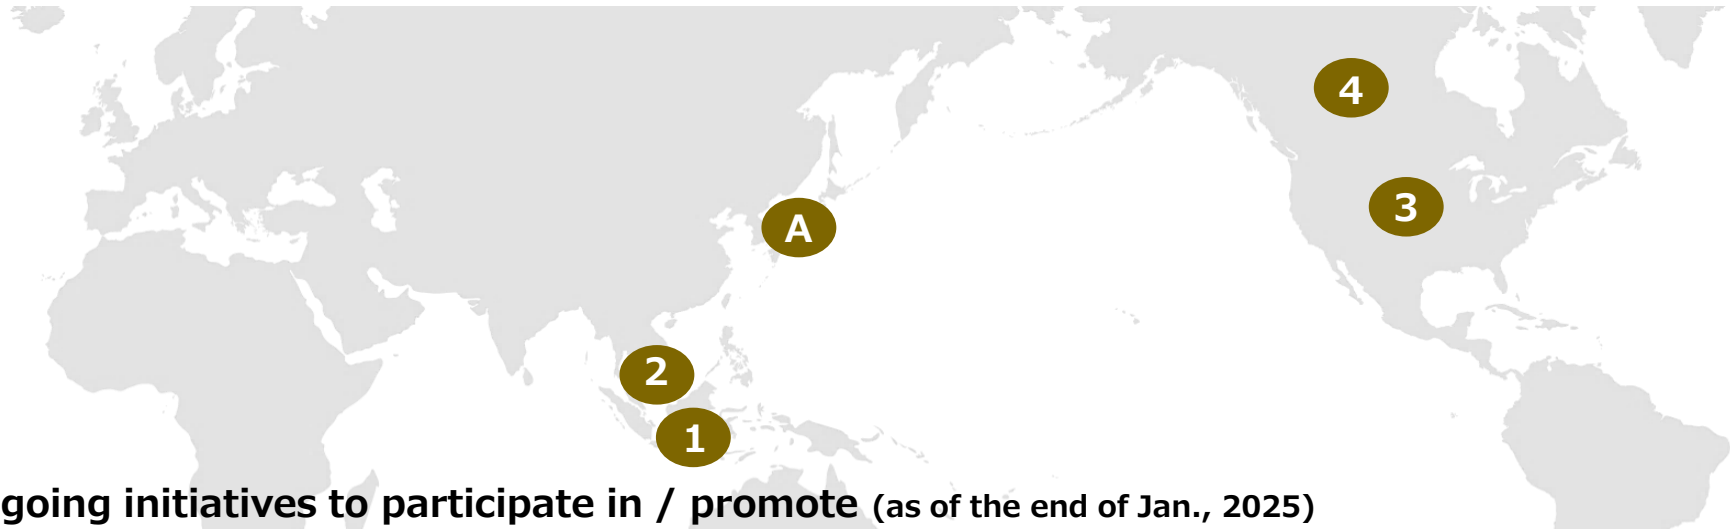 4
3
A
2
1
going initiatives to participate in / promote (as of the end of Jan., 2025)